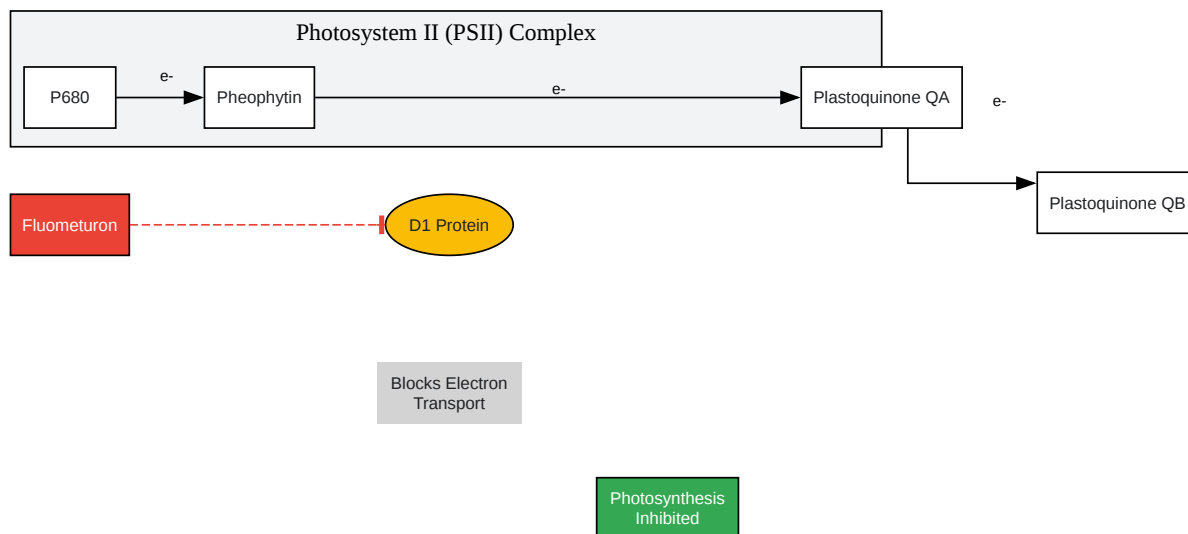 Photosystem II (PSII) Complex
P680
e-
Pheophytin
e-
Plastoquinone QA
e-
Plastoquinone QB
Fluometuron
D1 Protein
Blocks Electron
Transport
Photosynthesis
Inhibited